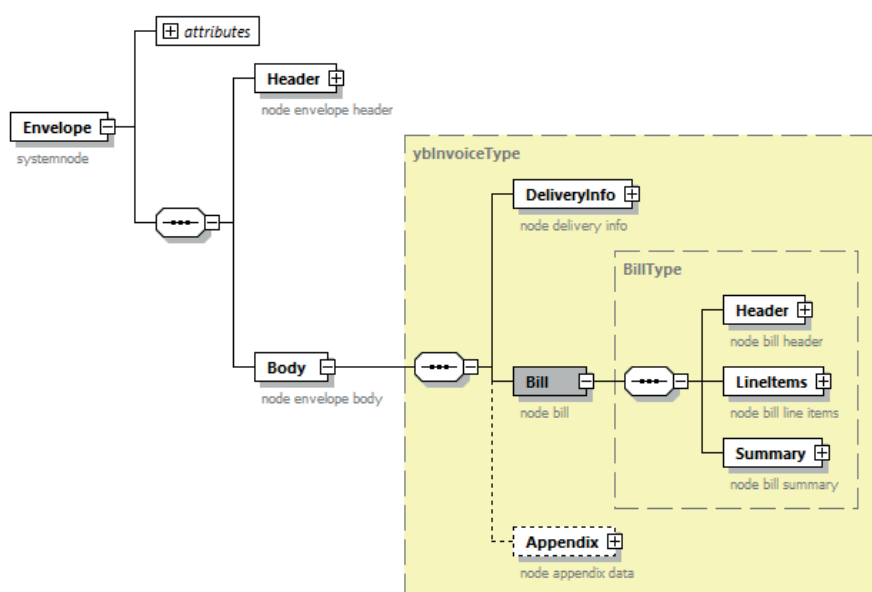 attributes
Header
node envelope header
Envelope
systemnode
ybInvoiceType
DeliveryInfo
node delivery info
BillType
Header
node bill header
Body
node envelope body
Bill
node bill
LineItems
node bill line items
Summary
node bill summary
Appendix
node appendix data